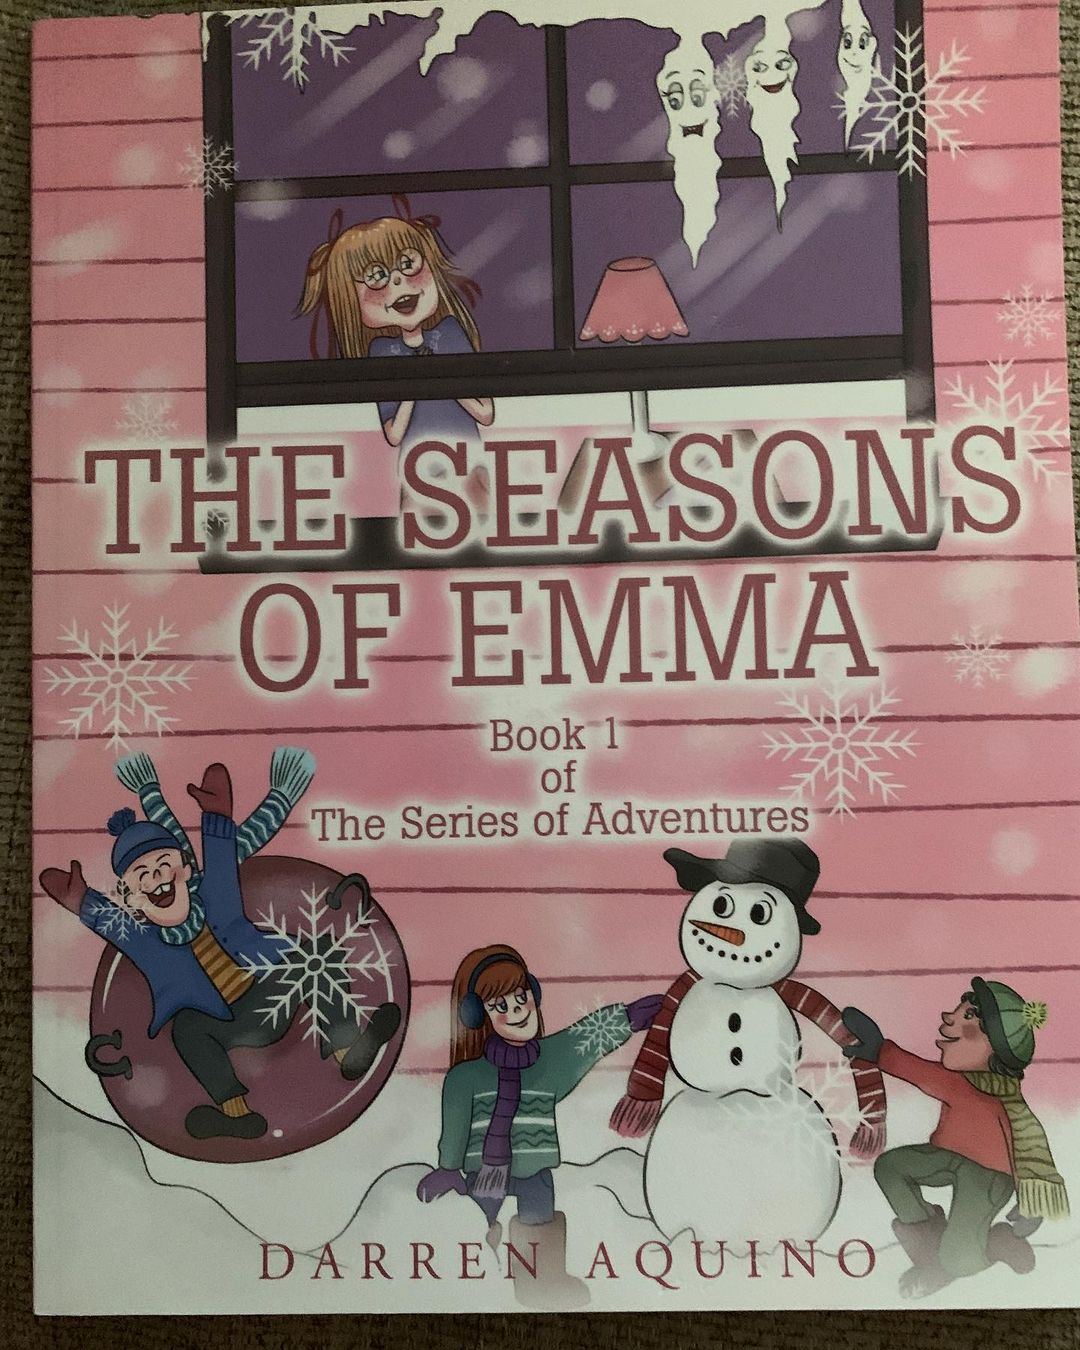 THE SEASONS
OF EMMA
Book 1
of
The Series of Adventures
DARREN AQUINO